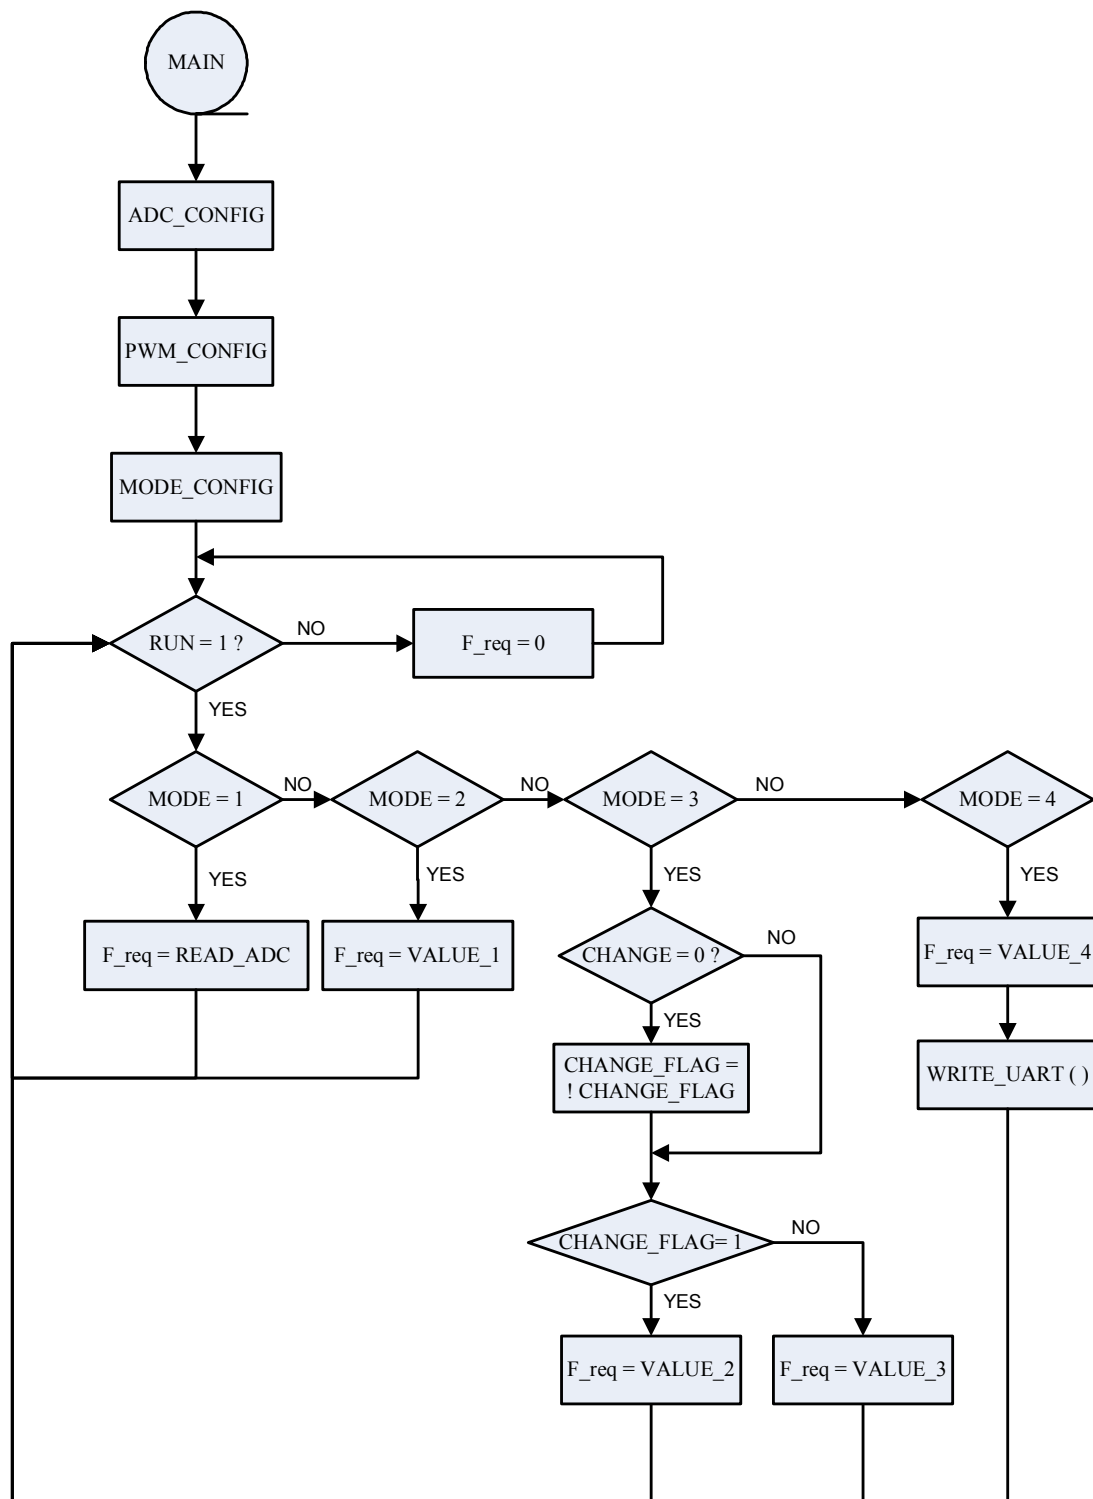 MAIN
ADC_CONFIG
PWM_CONFIG
MODE_CONFIG
RUN = 1 ?
NO
F_req = 0
YES
MODE = 1
NO
MODE = 2
NO
MODE = 3
NO
MODE = 4
YES
YES
YES
YES
F_req = READ_ADC
F_req = VALUE_1
CHANGE = 0 ?
NO
F_req = VALUE_4
YES
CHANGE_FLAG =
! CHANGE_FLAG
WRITE_UART ( )
CHANGE_FLAG= 1
NO
YES
F_req = VALUE_2
F_req = VALUE_3